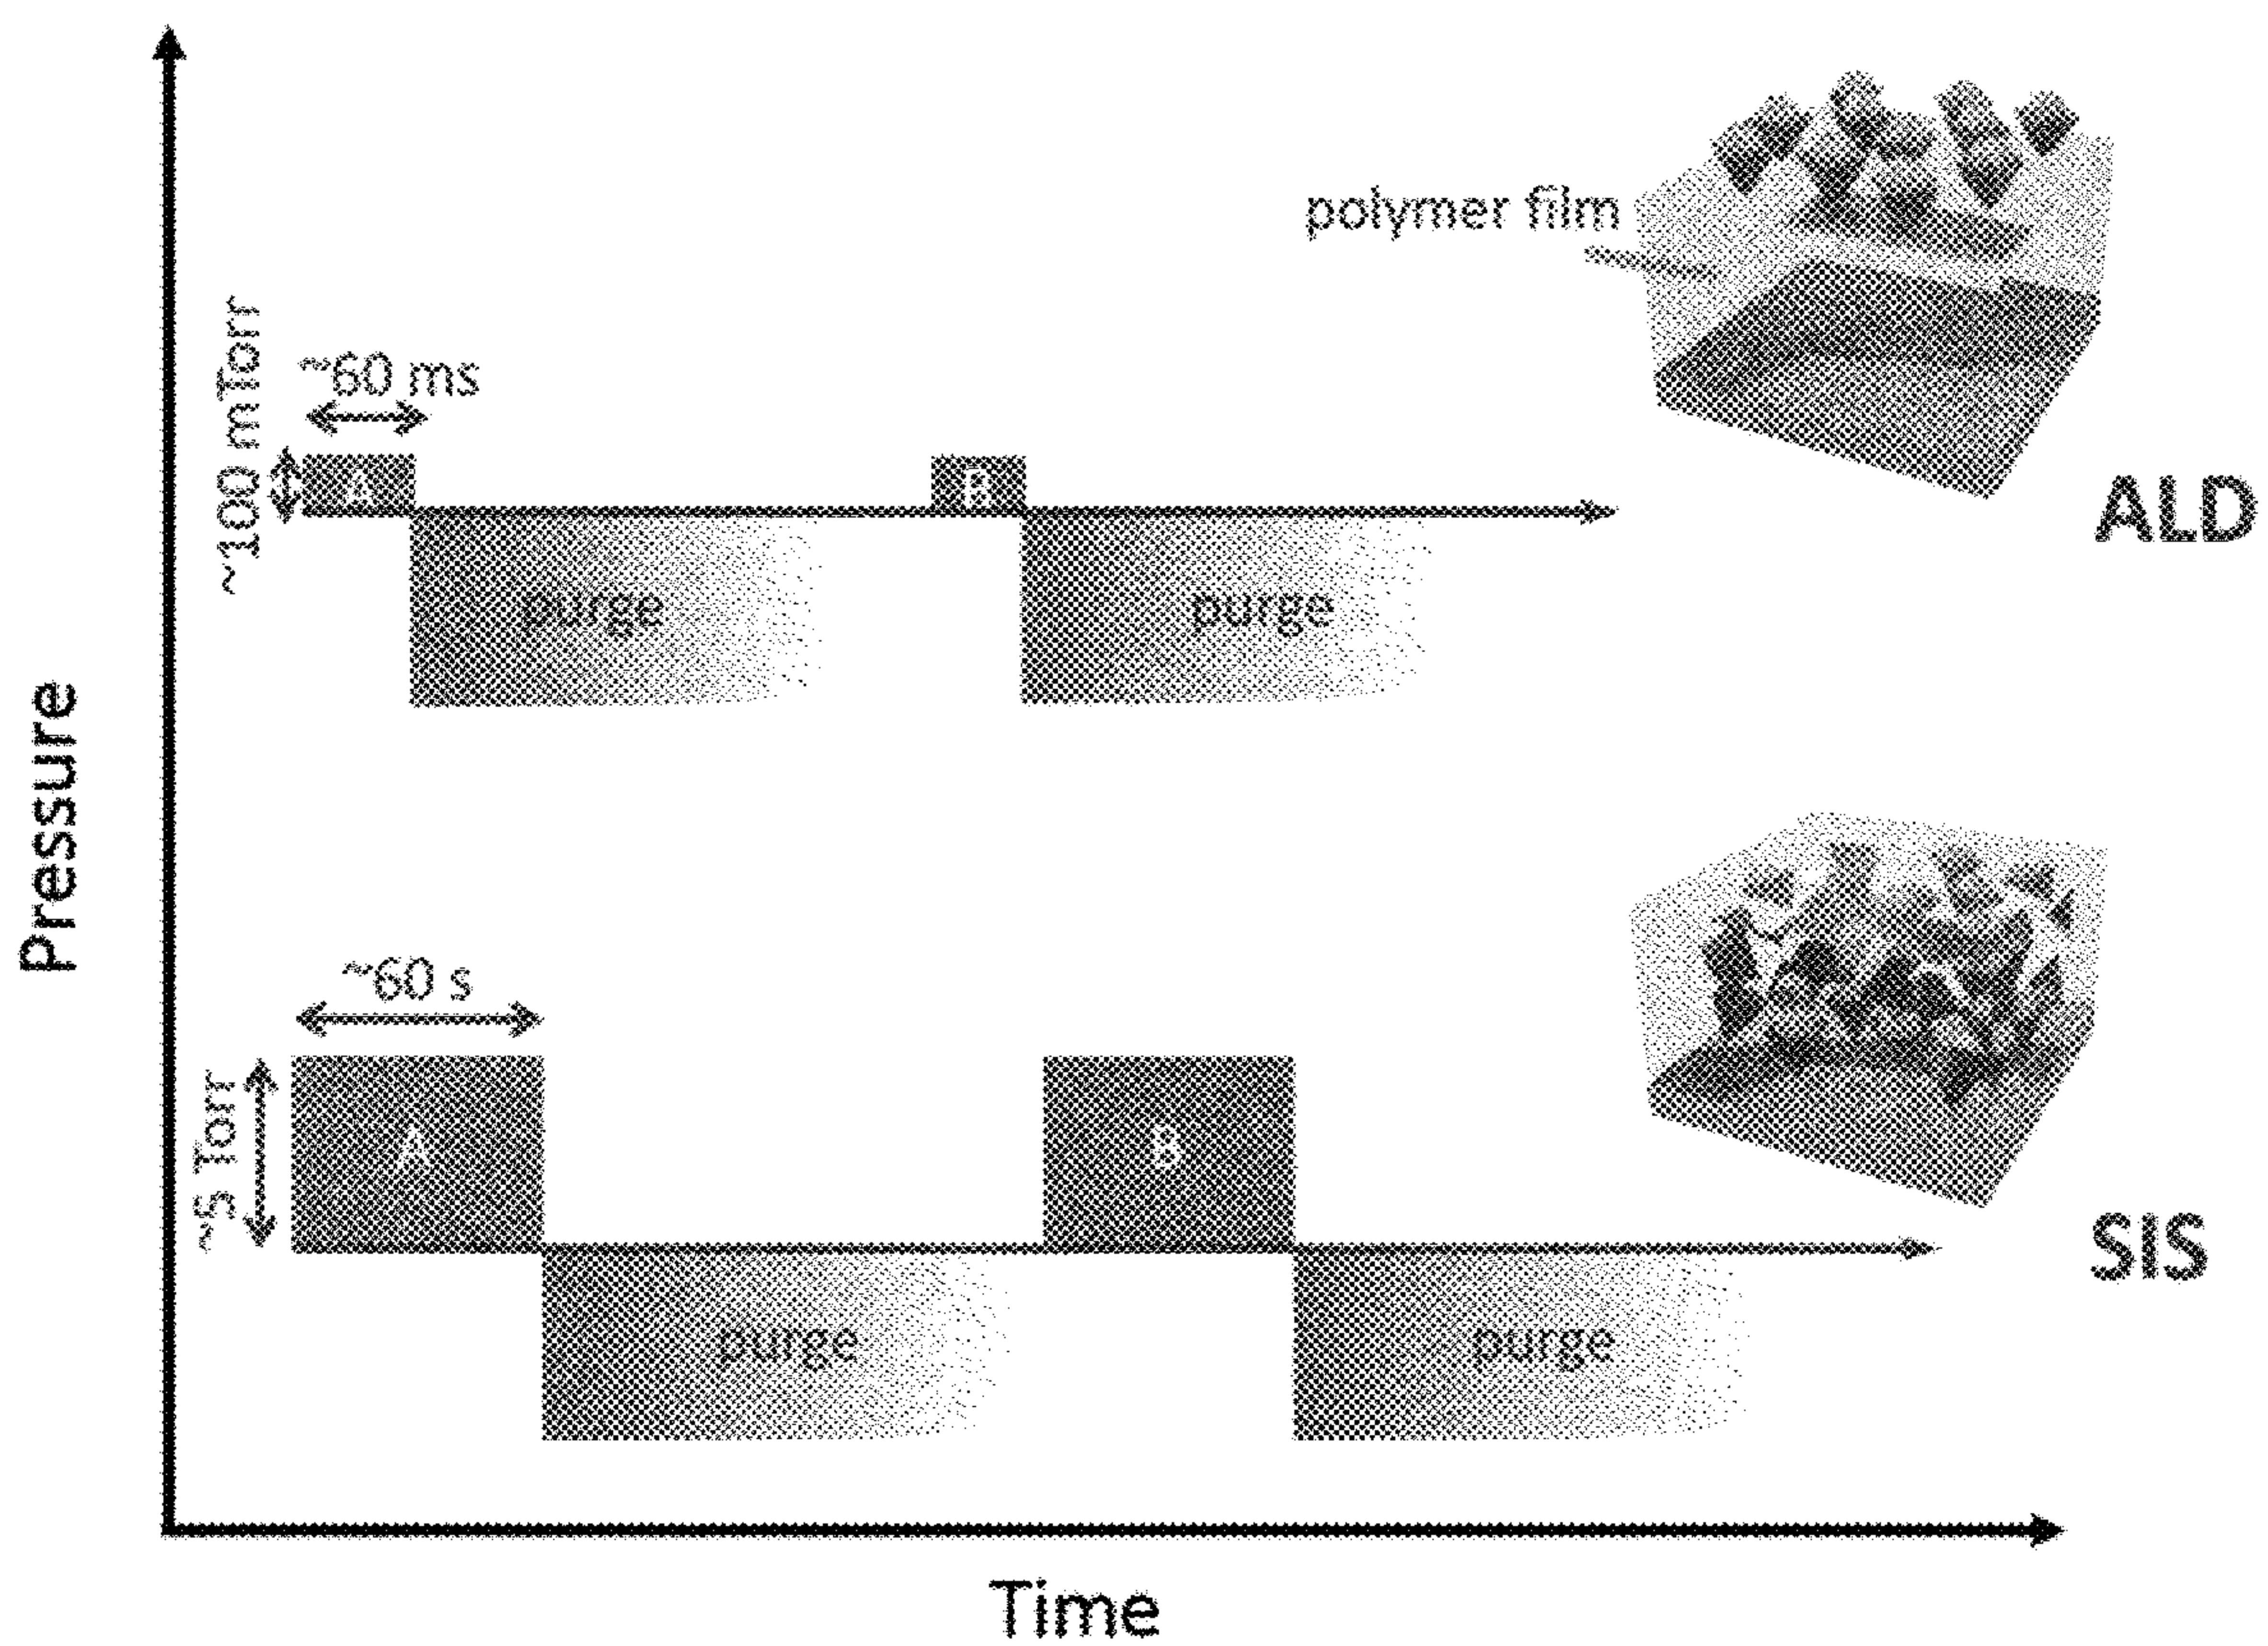 polymer film
~60 ms
~100 mTorr
A
B
ALD
purge
purge
Pressure
~60 s
~5 Torr
A
B
SIS
purge
purge
Time